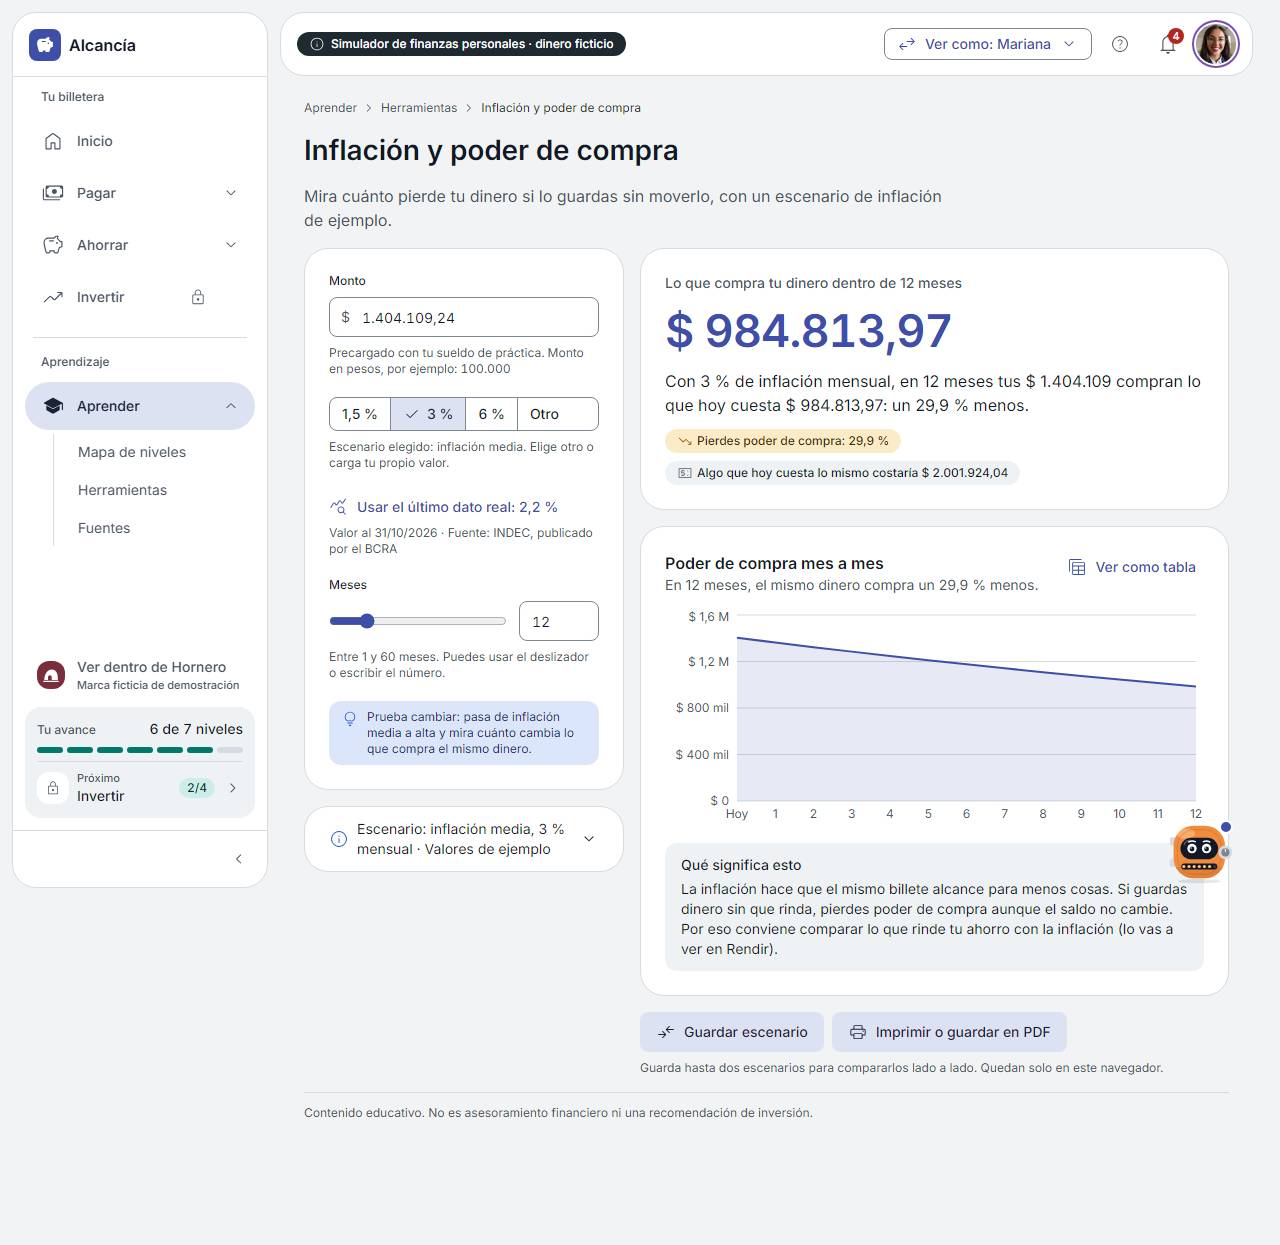 Alcancía
Simulador de finanzas personales · dinero ficticio
Ver como: Mariana
4
Tu billetera
Inicio
Pagar
Ahorrar
Invertir
Aprendizaje
Aprender
Mapa de niveles
Herramientas
Fuentes
Ver dentro de Hornero
Marca ficticia de demostración
Tu avance
6 de 7 niveles
Próximo
Invertir
2/4
Aprender
Herramientas
Inflación y poder de compra
Inflación y poder de compra
Mira cuánto pierde tu dinero si lo guardas sin moverlo, con un escenario de inflación
de ejemplo.
Monto
$ 1.404.109,24
Precargado con tu sueldo de práctica. Monto
en pesos, por ejemplo: 100.000
1,5 %
3 %
6 %
Otro
Escenario elegido: inflación media. Elige otro o
carga tu propio valor.
Usar el último dato real: 2,2 %
Valor al 31/10/2026 · Fuente: INDEC, publicado
por el BCRA
Meses
12
Entre 1 y 60 meses. Puedes usar el deslizador
o escribir el número.
Prueba cambiar: pasa de inflación
media a alta y mira cuánto cambia lo
que compra el mismo dinero.
Escenario: inflación media, 3 %
mensual · Valores de ejemplo
Lo que compra tu dinero dentro de 12 meses
$ 984.813,97
Con 3 % de inflación mensual, en 12 meses tus $ 1.404.109 compran lo
que hoy cuesta $ 984.813,97: un 29,9 % menos.
Pierdes poder de compra: 29,9 %
Algo que hoy cuesta lo mismo costaría $ 2.001.924,04
Poder de compra mes a mes
En 12 meses, el mismo dinero compra un 29,9 % menos.
Ver como tabla
$ 1,6 M
$ 1,2 M
$ 800 mil
$ 400 mil
$ 0
Hoy 1 2 3 4 5 6 7 8 9 10 11 12
Qué significa esto
La inflación hace que el mismo billete alcance para menos cosas. Si guardas
dinero sin que rinda, pierdes poder de compra aunque el saldo no cambie.
Por eso conviene comparar lo que rinde tu ahorro con la inflación (lo vas a
ver en Rendir).
Guardar escenario
Imprimir o guardar en PDF
Guarda hasta dos escenarios para compararlos lado a lado. Quedan solo en este navegador.
Contenido educativo. No es asesoramiento financiero ni una recomendación de inversión.